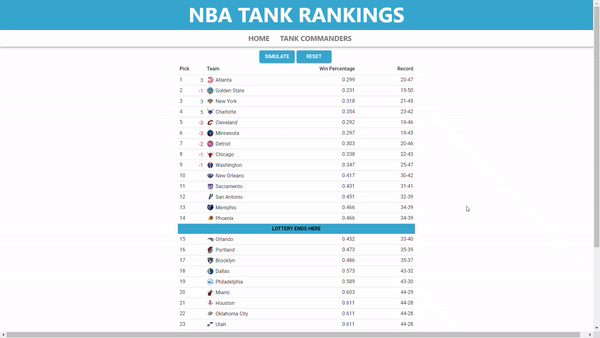 NBA TANK RANKINGS
HOME TANK COMMANDERS
SIMULATE RESET
Pick Team Win Percentage Record
1 3 Atlanta 0.299 20-47
2 -1 Golden State 0.231 15-50
3 3 New York 0.318 21-45
4 5 Charlotte 0.354 23-42
5 -3 Cleveland 0.292 19-46
6 -3 Minnesota 0.297 19-45
7 -2 Detroit 0.303 20-46
8 -1 Chicago 0.338 22-43
9 -1 Washington 0.347 25-47
10 New Orleans 0.417 30-42
11 Sacramento 0.431 31-41
12 San Antonio 0.451 32-39
13 Memphis 0.466 34-39
14 Phoenix 0.466 34-39
LOTTERY ENDS HERE
15 Orlando 0.452 33-40
16 Portland 0.473 35-39
17 Brooklyn 0.486 35-37
18 Dallas 0.573 43-32
19 Philadelphia 0.589 43-30
20 Miami 0.603 44-29
21 Houston 0.611 44-28
22 Oklahoma City 0.611 44-28
23 Utah 0.611 44-28